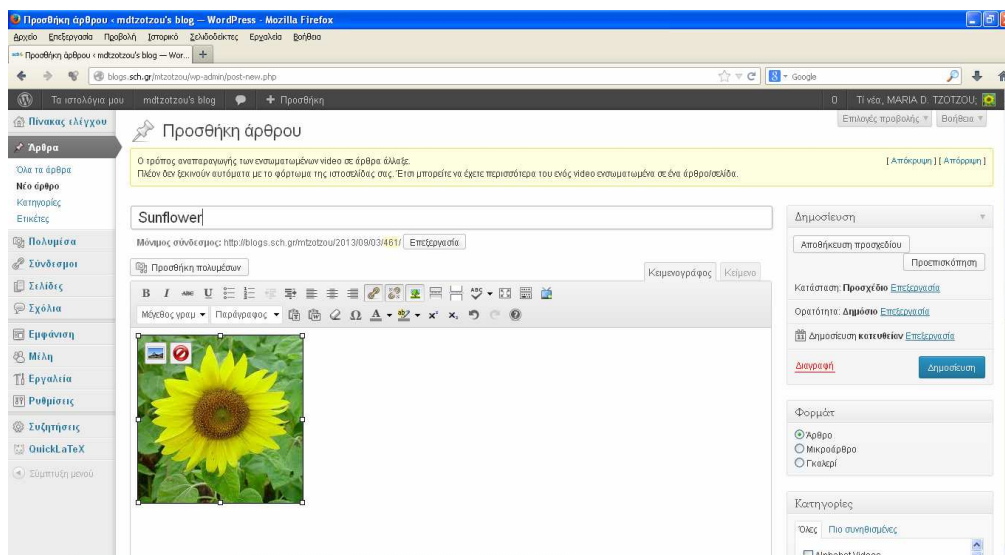 Προσθήκη άρθρου ‹ mdtzotzou's blog — WordPress - Mozilla Firefox
Αρχείο Επεξεργασία Προβολή Ιστορικό Σελιδοδείκτες Εργαλεία Βοήθεια
Προσθήκη άρθρου ‹ mdtzotzou's blog — Wor...
blogs.sch.gr/mtzotzou/wp-admin/post-new.php
Google
Τα ιστολόγια μου mdtzotzou's blog + Προσθήκη 0 Τί νέα, MARIA D. TZOTZOU;
Πίνακας ελέγχου
Άρθρα
Όλα τα άρθρα
Νέο άρθρο
Κατηγορίες
Ετικέτες
Πολυμέσα
Σύνδεσμοι
Σελίδες
Σχόλια
Εμφάνιση
Μέλη
Εργαλεία
Ρυθμίσεις
Συζητήσεις
QuickLaTeX
Σύμπτυξη μενού
Επιλογές προβολής Βοήθεια
Προσθήκη άρθρου
Ο τρόπος αναπαραγωγής των ενσωματωμένων video σε άρθρα άλλαξε. [ Απόκρυψη ] [ Απόρριψη ]
Πλέον δεν ξεκινούν αυτόματα με το φόρτωμα της ιστοσελίδας σας. Έτσι μπορείτε να έχετε περισσότερα του ενός video ενσωματωμένα σε ένα άρθρο/σελίδα.
Sunflower
Μόνιμος σύνδεσμος: http://blogs.sch.gr/mtzotzou/2013/09/03/461/ Επεξεργασία
Προσθήκη πολυμέσων
Κειμενογράφος Κείμενο
B I ABC U ABC
Μέγεθος γραμ Παράγραφος A
Δημοσίευση
Αποθήκευση προσχεδίου
Προεπισκόπηση
Κατάσταση: Προσχέδιο Επεξεργασία
Ορατότητα: Δημόσιο Επεξεργασία
Δημοσίευση κατευθείαν Επεξεργασία
Διαγραφή Δημοσίευση
Φορμάτ
Άρθρο
Μικροάρθρο
Γκαλερί
Κατηγορίες
Όλες Πιο συνηθισμένες
Alphabet Videos